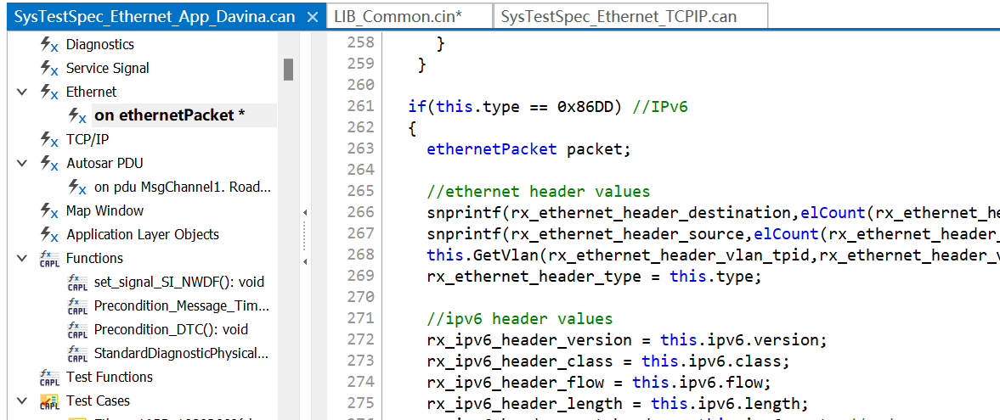 SysTestSpec_Ethernet_App_Davina.can LIB_Common.cin* SysTestSpec_Ethernet_TCPIP.can
Diagnostics
Service Signal
Ethernet
on ethernetPacket *
TCP/IP
Autosar PDU
on pdu MsgChannel1. Road...
Map Window
Application Layer Objects
Functions
set_signal_SI_NWDF(): void
Precondition_Message_Tim...
Precondition_DTC(): void
StandardDiagnosticPhysical...
Test Functions
Test Cases
258 }
259 }
260
261 if(this.type == 0x86DD) //IPv6
262 {
263 ethernetPacket packet;
264
265 //ethernet header values
266 snprintf(rx_ethernet_header_destination,elCount(rx_ethernet_he
267 snprintf(rx_ethernet_header_source,elCount(rx_ethernet_header_
268 this.GetVlan(rx_ethernet_header_vlan_tpid,rx_ethernet_header_v
269 rx_ethernet_header_type = this.type;
270
271 //ipv6 header values
272 rx_ipv6_header_version = this.ipv6.version;
273 rx_ipv6_header_class = this.ipv6.class;
274 rx_ipv6_header_flow = this.ipv6.flow;
275 rx_ipv6_header_length = this.ipv6.length;